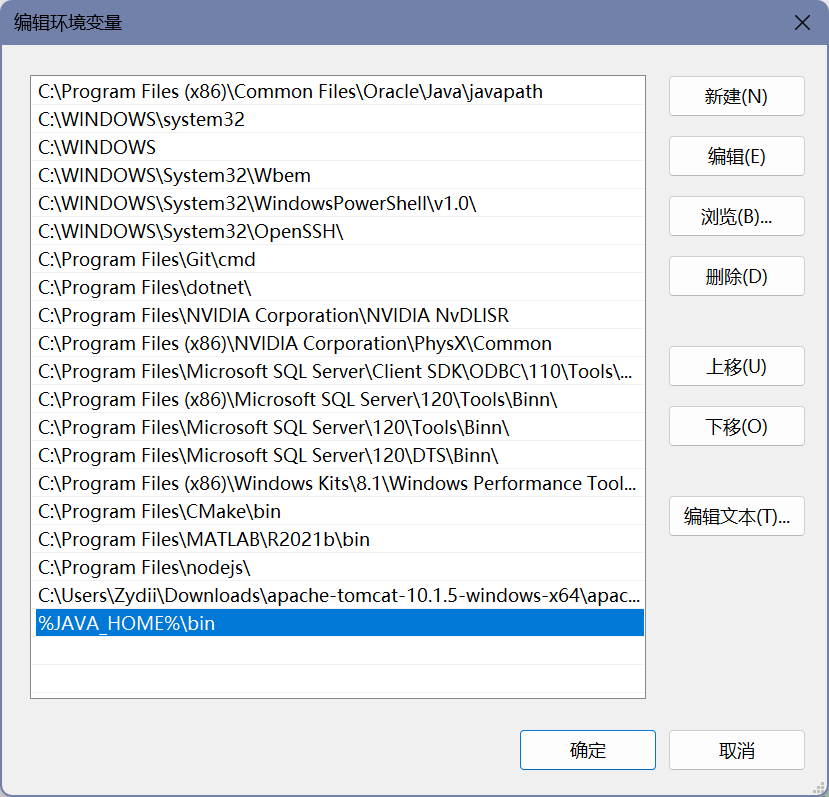 编辑环境变量
C:\Program Files (x86)\Common Files\Oracle\Java\javapath
C:\WINDOWS\system32
C:\WINDOWS
C:\WINDOWS\System32\Wbem
C:\WINDOWS\System32\WindowsPowerShell\v1.0\
C:\WINDOWS\System32\OpenSSH\
C:\Program Files\Git\cmd
C:\Program Files\dotnet\
C:\Program Files\NVIDIA Corporation\NVIDIA NvDLISR
C:\Program Files (x86)\NVIDIA Corporation\PhysX\Common
C:\Program Files\Microsoft SQL Server\Client SDK\ODBC\110\Tools\...
C:\Program Files (x86)\Microsoft SQL Server\120\Tools\Binn\
C:\Program Files\Microsoft SQL Server\120\Tools\Binn\
C:\Program Files\Microsoft SQL Server\120\DTS\Binn\
C:\Program Files (x86)\Windows Kits\8.1\Windows Performance Tool...
C:\Program Files\CMake\bin
C:\Program Files\MATLAB\R2021b\bin
C:\Program Files\nodejs\
C:\Users\Zydii\Downloads\apache-tomcat-10.1.5-windows-x64\apac...
%JAVA_HOME%\bin
新建(N)
编辑(E)
浏览(B)...
删除(D)
上移(U)
下移(O)
编辑文本(T)...
确定
取消